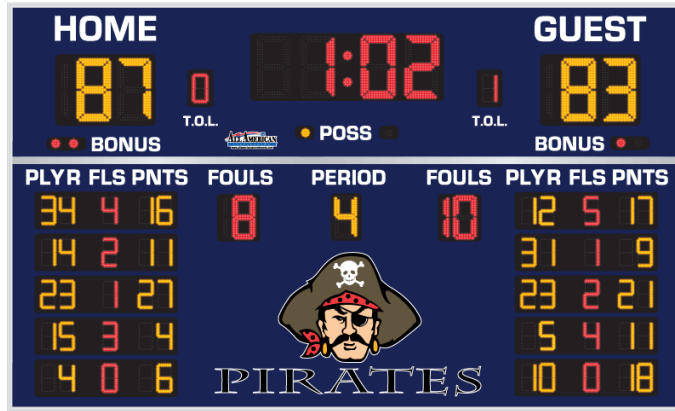 HOME GUEST
87 1:02 83
0 1
T.O.L. T.O.L.
ALL AMERICAN
POSS
BONUS BONUS
PLYR FLS PNTS FOULS PERIOD FOULS PLYR FLS PNTS
34 4 16 8 4 10 12 5 17
14 2 11 31 1 9
23 1 27 23 2 21
15 3 4 5 4 11
4 0 6 10 0 18
PIRATES